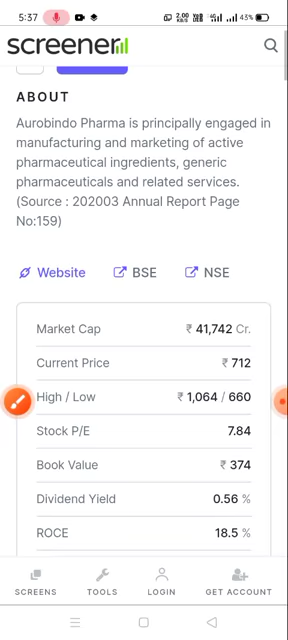 5:37
2.00
43%
screener
ABOUT
Aurobindo Pharma is principally engaged in
manufacturing and marketing of active
pharmaceutical ingredients, generic
pharmaceuticals and related services.
(Source : 202003 Annual Report Page
No:159)
Website BSE NSE
Market Cap ₹ 41,742 Cr.
Current Price ₹ 712
High / Low ₹ 1,064 / 660
Stock P/E 7.84
Book Value ₹ 374
Dividend Yield 0.56 %
ROCE 18.5 %
SCREENS TOOLS LOGIN GET ACCOUNT